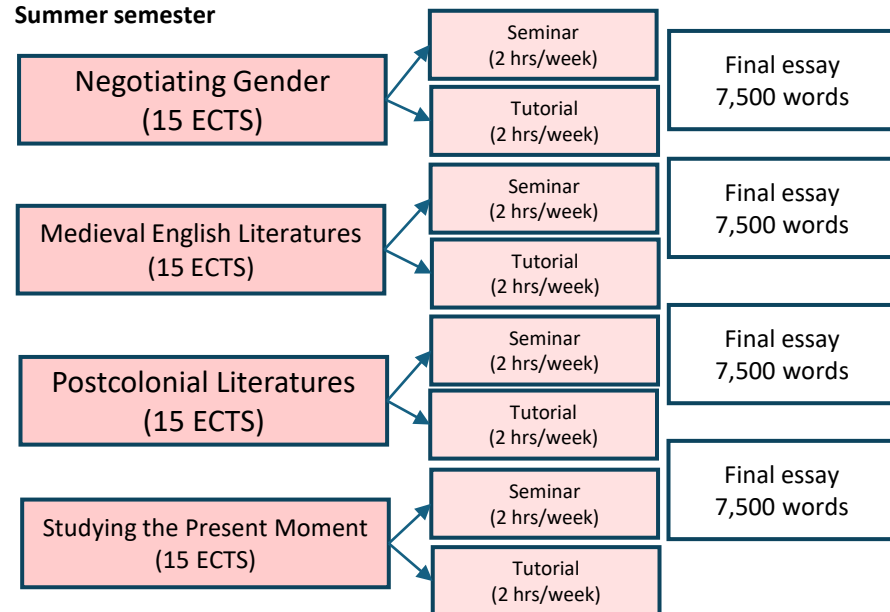 Summer semester
Negotiating Gender
(15 ECTS)
Seminar
(2 hrs/week)
Tutorial
(2 hrs/week)
Final essay
7,500 words
Medieval English Literatures
(15 ECTS)
Seminar
(2 hrs/week)
Tutorial
(2 hrs/week)
Final essay
7,500 words
Postcolonial Literatures
(15 ECTS)
Seminar
(2 hrs/week)
Tutorial
(2 hrs/week)
Final essay
7,500 words
Studying the Present Moment
(15 ECTS)
Seminar
(2 hrs/week)
Tutorial
(2 hrs/week)
Final essay
7,500 words